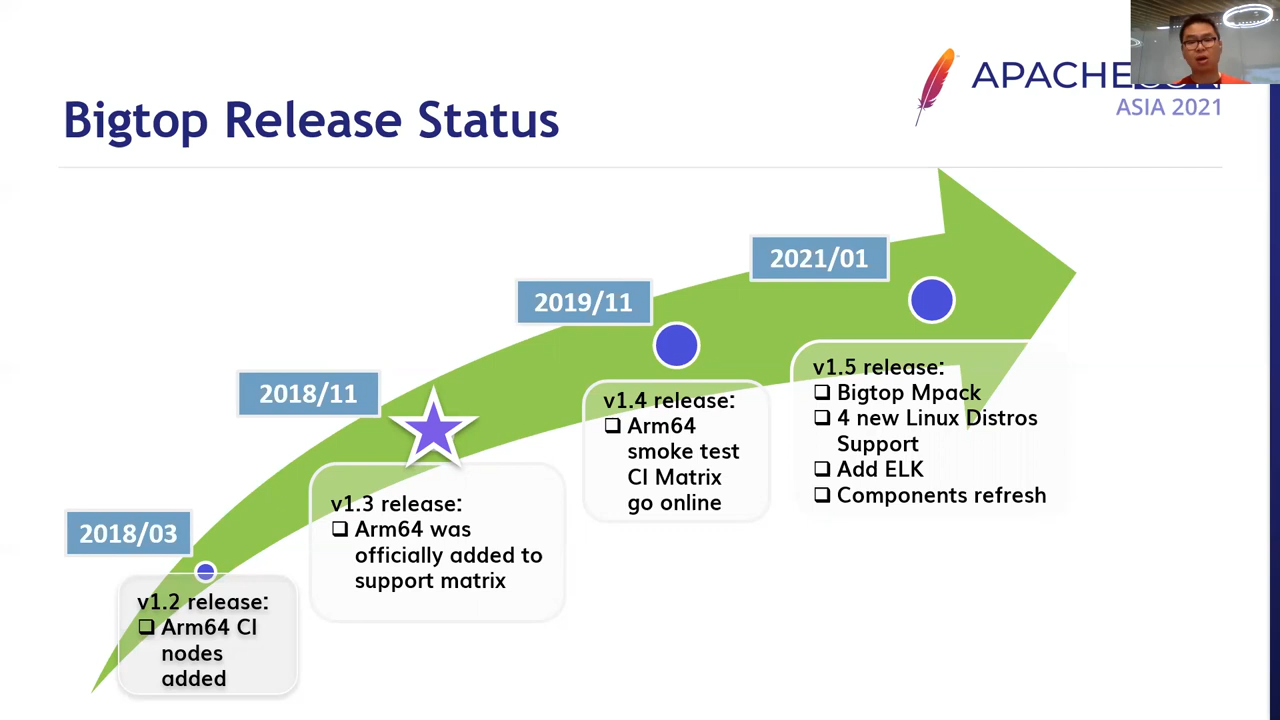 APACHECON
ASIA 2021
Bigtop Release Status
2018/03
v1.2 release:
❑ Arm64 CI
nodes
added
2018/11
v1.3 release:
❑ Arm64 was
officially added to
support matrix
2019/11
v1.4 release:
❑ Arm64
smoke test
CI Matrix
go online
2021/01
v1.5 release:
❑ Bigtop Mpack
❑ 4 new Linux Distros
Support
❑ Add ELK
❑ Components refresh